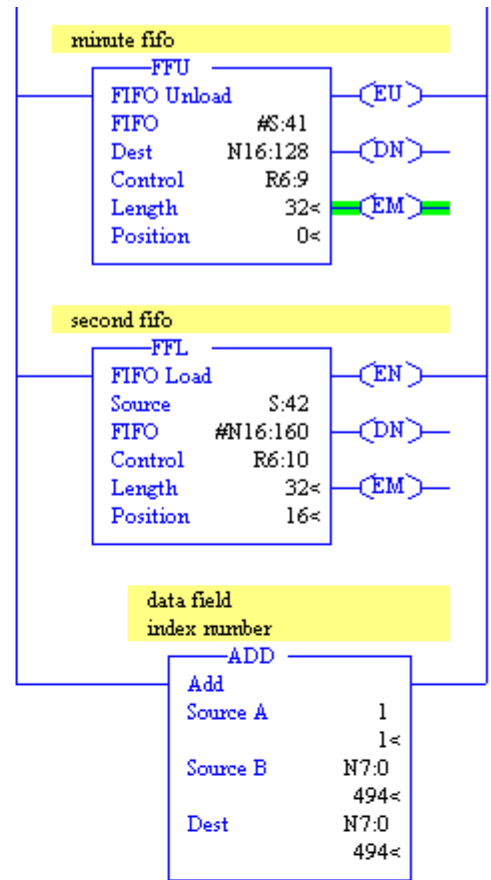 minute fifo
FFU
FIFO Unload
EU
FIFO #S:41
Dest N16:128
DN
Control R6:9
Length 32<
EM
Position 0<
second fifo
FFL
FIFO Load
EN
Source S:42
FIFO #N16:160
DN
Control R6:10
Length 32<
EM
Position 16<
data field
index number
ADD
Add
Source A 1
1<
Source B N7:0
494<
Dest N7:0
494<